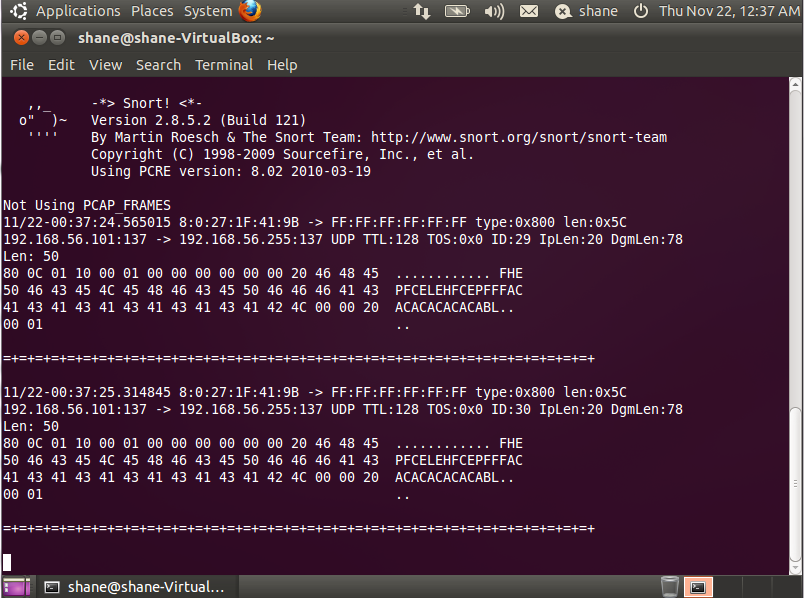 Applications Places System shane Thu Nov 22, 12:37 AM
shane@shane-VirtualBox: ~
File Edit View Search Terminal Help
,,_ -*> Snort! <*-
o" )~ Version 2.8.5.2 (Build 121)
'''' By Martin Roesch & The Snort Team: http://www.snort.org/snort/snort-team
Copyright (C) 1998-2009 Sourcefire, Inc., et al.
Using PCRE version: 8.02 2010-03-19
Not Using PCAP_FRAMES
11/22-00:37:24.565015 8:0:27:1F:41:9B -> FF:FF:FF:FF:FF:FF type:0x800 len:0x5C
192.168.56.101:137 -> 192.168.56.255:137 UDP TTL:128 TOS:0x0 ID:29 IpLen:20 DgmLen:78
Len: 50
80 0C 01 10 00 01 00 00 00 00 00 00 20 46 48 45 ............ FHE
50 46 43 45 4C 45 48 46 43 45 50 46 46 46 41 43 PFCELEHFCEPFFFAC
41 43 41 43 41 43 41 43 41 43 41 42 4C 00 00 20 ACACACACACABL..
00 01 ..
=+=+=+=+=+=+=+=+=+=+=+=+=+=+=+=+=+=+=+=+=+=+=+=+=+=+=+=+=+=+=+=+=+=+=+=+=+
11/22-00:37:25.314845 8:0:27:1F:41:9B -> FF:FF:FF:FF:FF:FF type:0x800 len:0x5C
192.168.56.101:137 -> 192.168.56.255:137 UDP TTL:128 TOS:0x0 ID:30 IpLen:20 DgmLen:78
Len: 50
80 0C 01 10 00 01 00 00 00 00 00 00 20 46 48 45 ............ FHE
50 46 43 45 4C 45 48 46 43 45 50 46 46 46 41 43 PFCELEHFCEPFFFAC
41 43 41 43 41 43 41 43 41 43 41 42 4C 00 00 20 ACACACACACABL..
00 01 ..
=+=+=+=+=+=+=+=+=+=+=+=+=+=+=+=+=+=+=+=+=+=+=+=+=+=+=+=+=+=+=+=+=+=+=+=+=+
shane@shane-Virtual...